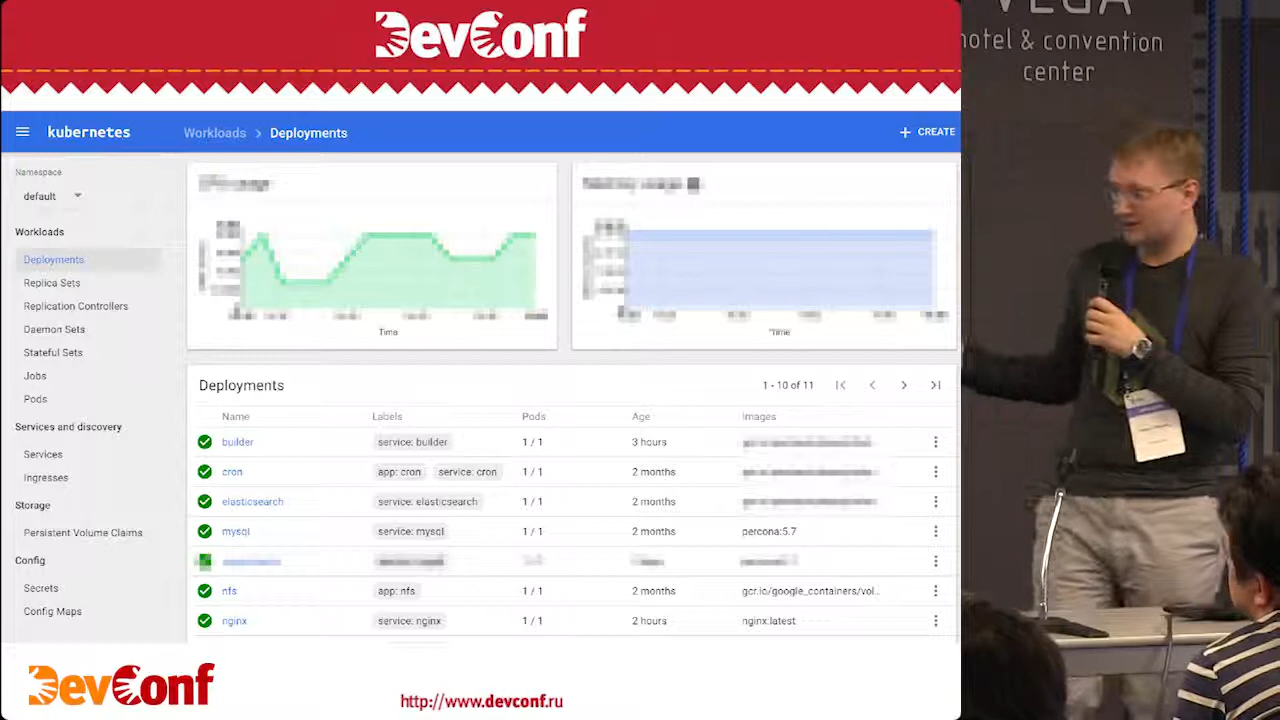 DevConf
kubernetes
Workloads > Deployments
+ CREATE
Namespace
default
Workloads
Deployments
Replica Sets
Replication Controllers
Daemon Sets
Stateful Sets
Jobs
Pods
Services and discovery
Services
Ingresses
Storage
Persistent Volume Claims
Config
Secrets
Config Maps
Time
Time
Deployments
1 - 10 of 11
Name Labels Pods Age Images
builder service: builder 1 / 1 3 hours
cron app: cron service: cron 1 / 1 2 months
elasticsearch service: elasticsearch 1 / 1 2 months
mysql service: mysql 1 / 1 2 months percona:5.7
nfs app: nfs 1 / 1 2 months gcr.io/google_containers/vol...
nginx service: nginx 1 / 1 2 hours nginx:latest
DevConf
http://www.devconf.ru
VEGA
hotel & convention
center